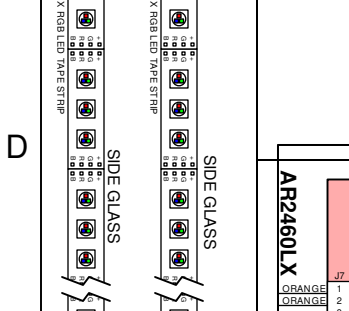 D
X RGB LED TAPE STRIP
B R G +
B R G +
B R G +
B R G
SIDE GLASS
X RGB LED TAPE STRIP
B R G +
B R G +
B R G +
B R G
SIDE GLASS
AR2460LX
J7
ORANGE 1
ORANGE 2